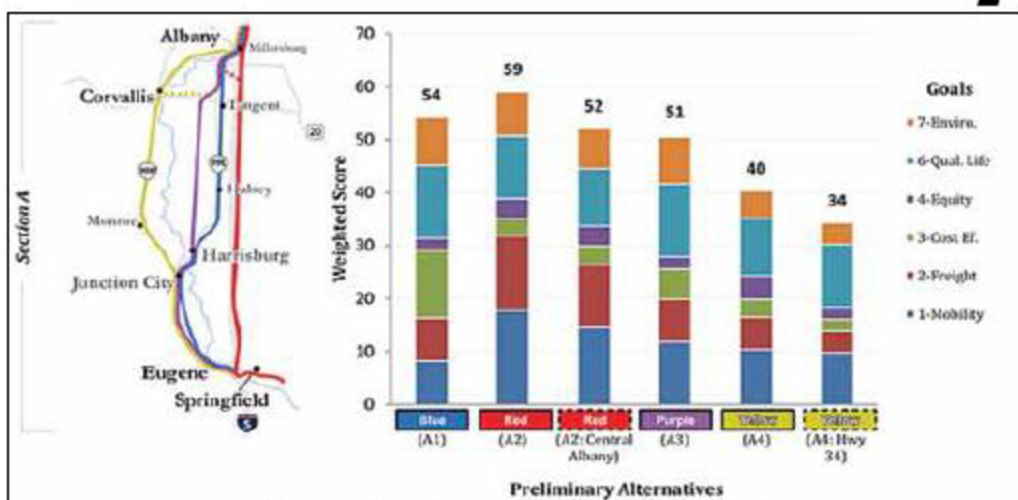 Section A
Albany
Millersburg
Corvallis
Tangent
20
99W
99E
Halsey
Monroe
Harrisburg
Junction City
Eugene
Springfield
5
Weighted Score
70
60
50
40
30
20
10
0
54
59
52
51
40
34
Blue
(A1)
Red
(A2)
Red
(A2: Central
Albany)
Purple
(A3)
Yellow
(A4)
Yellow
(A4: Hwy
34)
Preliminary Alternatives
Goals
7-Enviro.
6-Qual. Life
4-Equity
3-Cost Ef.
2-Freight
1-Mobility